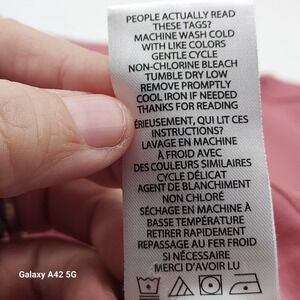 PEOPLE ACTUALLY READ
THESE TAGS?
MACHINE WASH COLD
WITH LIKE COLORS
GENTLE CYCLE
NON-CHLORINE BLEACH
TUMBLE DRY LOW
REMOVE PROMPTLY
COOL IRON IF NEEDED
THANKS FOR READING
ÉRIEUSEMENT, QUI LIT CES
INSTRUCTIONS?
LAVAGE EN MACHINE
À FROID AVEC
DES COULEURS SIMILAIRES
CYCLE DÉLICAT
AGENT DE BLANCHIMENT
NON CHLORÉ
SÉCHAGE EN MACHINE À
BASSE TEMPÉRATURE
RETIRER RAPIDEMENT
REPASSAGE AU FER FROID
SI NÉCESSAIRE
MERCI D'AVOIR LU
Galaxy A42 5G